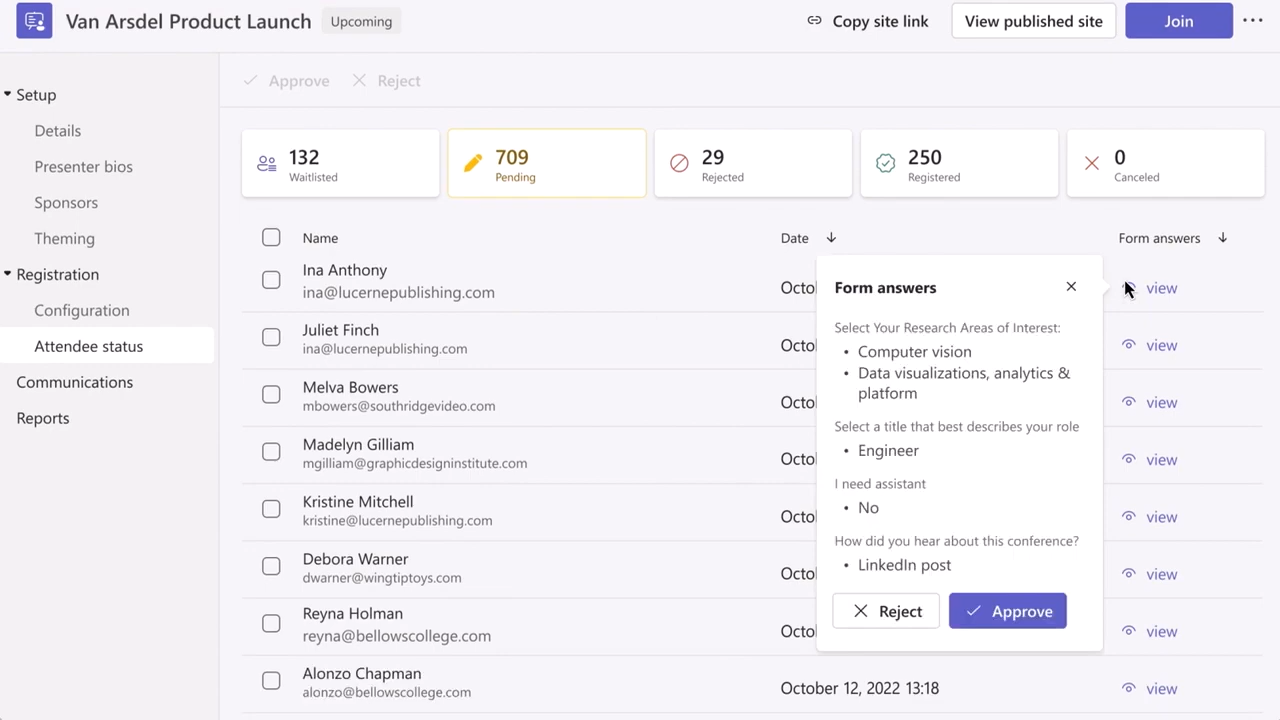 Van Arsdel Product Launch
Upcoming
Copy site link
View published site
Join
Setup
Details
Presenter bios
Sponsors
Theming
Registration
Configuration
Attendee status
Communications
Reports
Approve
Reject
132
Waitlisted
709
Pending
29
Rejected
250
Registered
0
Canceled
Name
Date
Form answers
Ina Anthony
ina@lucernepublishing.com
Octo
view
Juliet Finch
ina@lucernepublishing.com
Octo
view
Melva Bowers
mbowers@southridgevideo.com
Octo
view
Madelyn Gilliam
mgilliam@graphicdesigninstitute.com
Octo
view
Kristine Mitchell
kristine@lucernepublishing.com
Octo
view
Debora Warner
dwarner@wingtiptoys.com
Octo
view
Reyna Holman
reyna@bellowscollege.com
Octo
view
Alonzo Chapman
alonzo@bellowscollege.com
October 12, 2022 13:18
view
Form answers
Select Your Research Areas of Interest:
• Computer vision
• Data visualizations, analytics &
platform
Select a title that best describes your role
• Engineer
I need assistant
• No
How did you hear about this conference?
• LinkedIn post
Reject
Approve